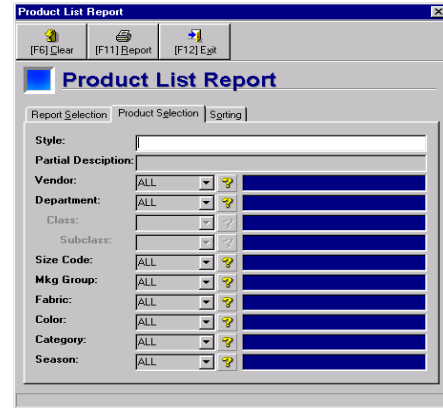 Product List Report
[F6] Clear [F11] Report [F12] Exit
Product List Report
Report Selection Product Selection Sorting
Style:
Partial Desciption:
Vendor: ALL
Department: ALL
Class:
Subclass:
Size Code: ALL
Mkg Group: ALL
Fabric: ALL
Color: ALL
Category: ALL
Season: ALL